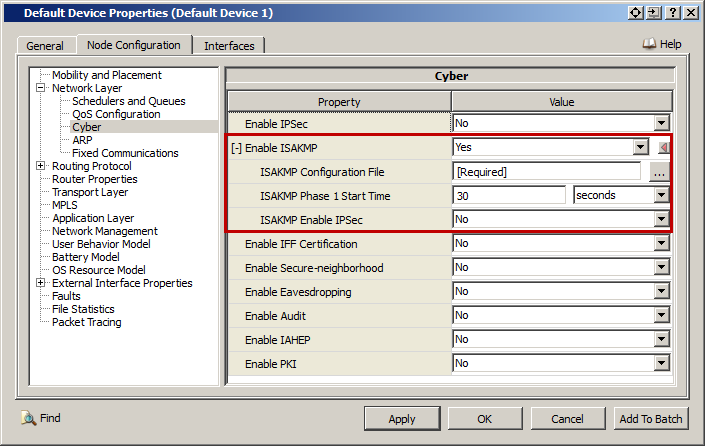 Default Device Properties (Default Device 1)
General Node Configuration Interfaces Help
Mobility and Placement
Network Layer
Schedulers and Queues
QoS Configuration
Cyber
ARP
Fixed Communications
Routing Protocol
Router Properties
Transport Layer
MPLS
Application Layer
Network Management
User Behavior Model
Battery Model
OS Resource Model
External Interface Properties
Faults
File Statistics
Packet Tracing
Cyber
Property Value
Enable IPSec No
[-] Enable ISAKMP Yes
ISAKMP Configuration File [Required] ...
ISAKMP Phase 1 Start Time 30 seconds
ISAKMP Enable IPSec No
Enable IFF Certification No
Enable Secure-neighborhood No
Enable Eavesdropping No
Enable Audit No
Enable IAHEP No
Enable PKI No
Find Apply OK Cancel Add To Batch